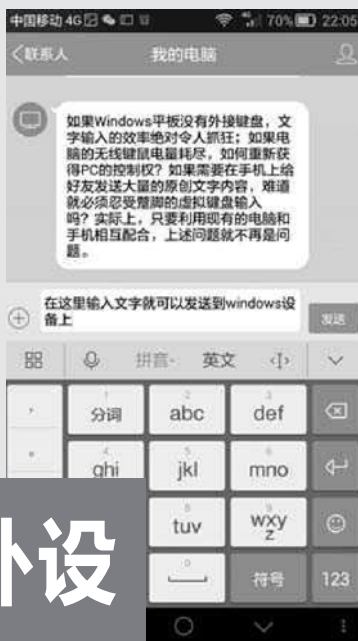 中国移动 4G 70% 22:05
联系人 我的电脑
如果Windows平板没有外接键盘，文
字输入的效率绝对令人抓狂；如果电
脑的无线键鼠电量耗尽，如何重新获
得PC的控制权？如果需要在手机上给
好友发送大量的原创文字内容，难道
就必须忍受蹩脚的虚拟键盘输入
吗？实际上，只要利用现有的电脑和
手机相互配合，上述问题就不再是问
题。
在这里输入文字就可以发送到windows设
备上
发送
拼音 英文
分词 abc def
ghi jkl mno
tuv wxyz
符号 123
外设